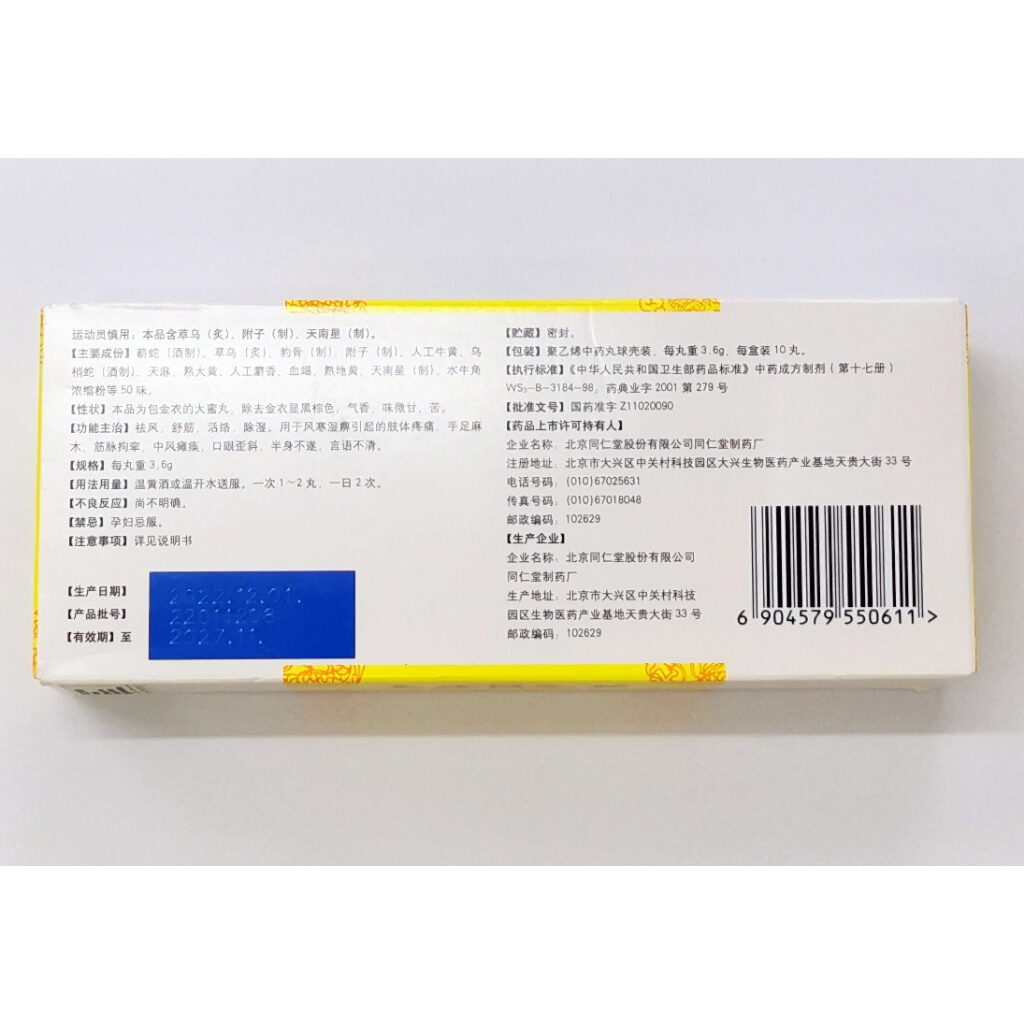 运动员慎用：本品含草乌（炙）、附子（制）、天南星（制）。
【主要成份】蕲蛇（酒制）、草乌（炙）、豹骨（制）、附子（制）、人工牛黄、乌
梢蛇（酒制）、天麻、熟大黄、人工麝香、血竭、熟地黄、天南星（制）、水牛角
浓缩粉等50味。
【性状】本品为包金衣的大蜜丸，除去金衣显黑棕色，气香，味微甘、苦。
【功能主治】祛风，舒筋，活络，除湿。用于风寒湿痹引起的肢体疼痛，手足麻
木，筋脉拘挛，中风瘫痪，口眼歪斜，半身不遂，言语不清。
【规格】每丸重3.6g
【用法用量】温黄酒或温开水送服。一次1～2丸，一日2次。
【不良反应】尚不明确。
【禁忌】孕妇忌服。
【注意事项】详见说明书
【生产日期】2022.12.01.
【产品批号】22011208
【有效期】至 2027.11.
【贮藏】密封。
【包装】聚乙烯中药丸球壳装，每丸重3.6g，每盒装10丸。
【执行标准】《中华人民共和国卫生部药品标准》中药成方制剂（第十七册）
WS₃-B-3184-98，药典业字2001第279号
【批准文号】国药准字Z11020090
【药品上市许可持有人】
企业名称：北京同仁堂股份有限公司同仁堂制药厂
注册地址：北京市大兴区中关村科技园区大兴生物医药产业基地天贵大街33号
电话号码：(010)67025631
传真号码：(010)67018048
邮政编码：102629
【生产企业】
企业名称：北京同仁堂股份有限公司
同仁堂制药厂
生产地址：北京市大兴区中关村科技
园区生物医药产业基地天贵大街33号
邮政编码：102629
6 904579 550611 >